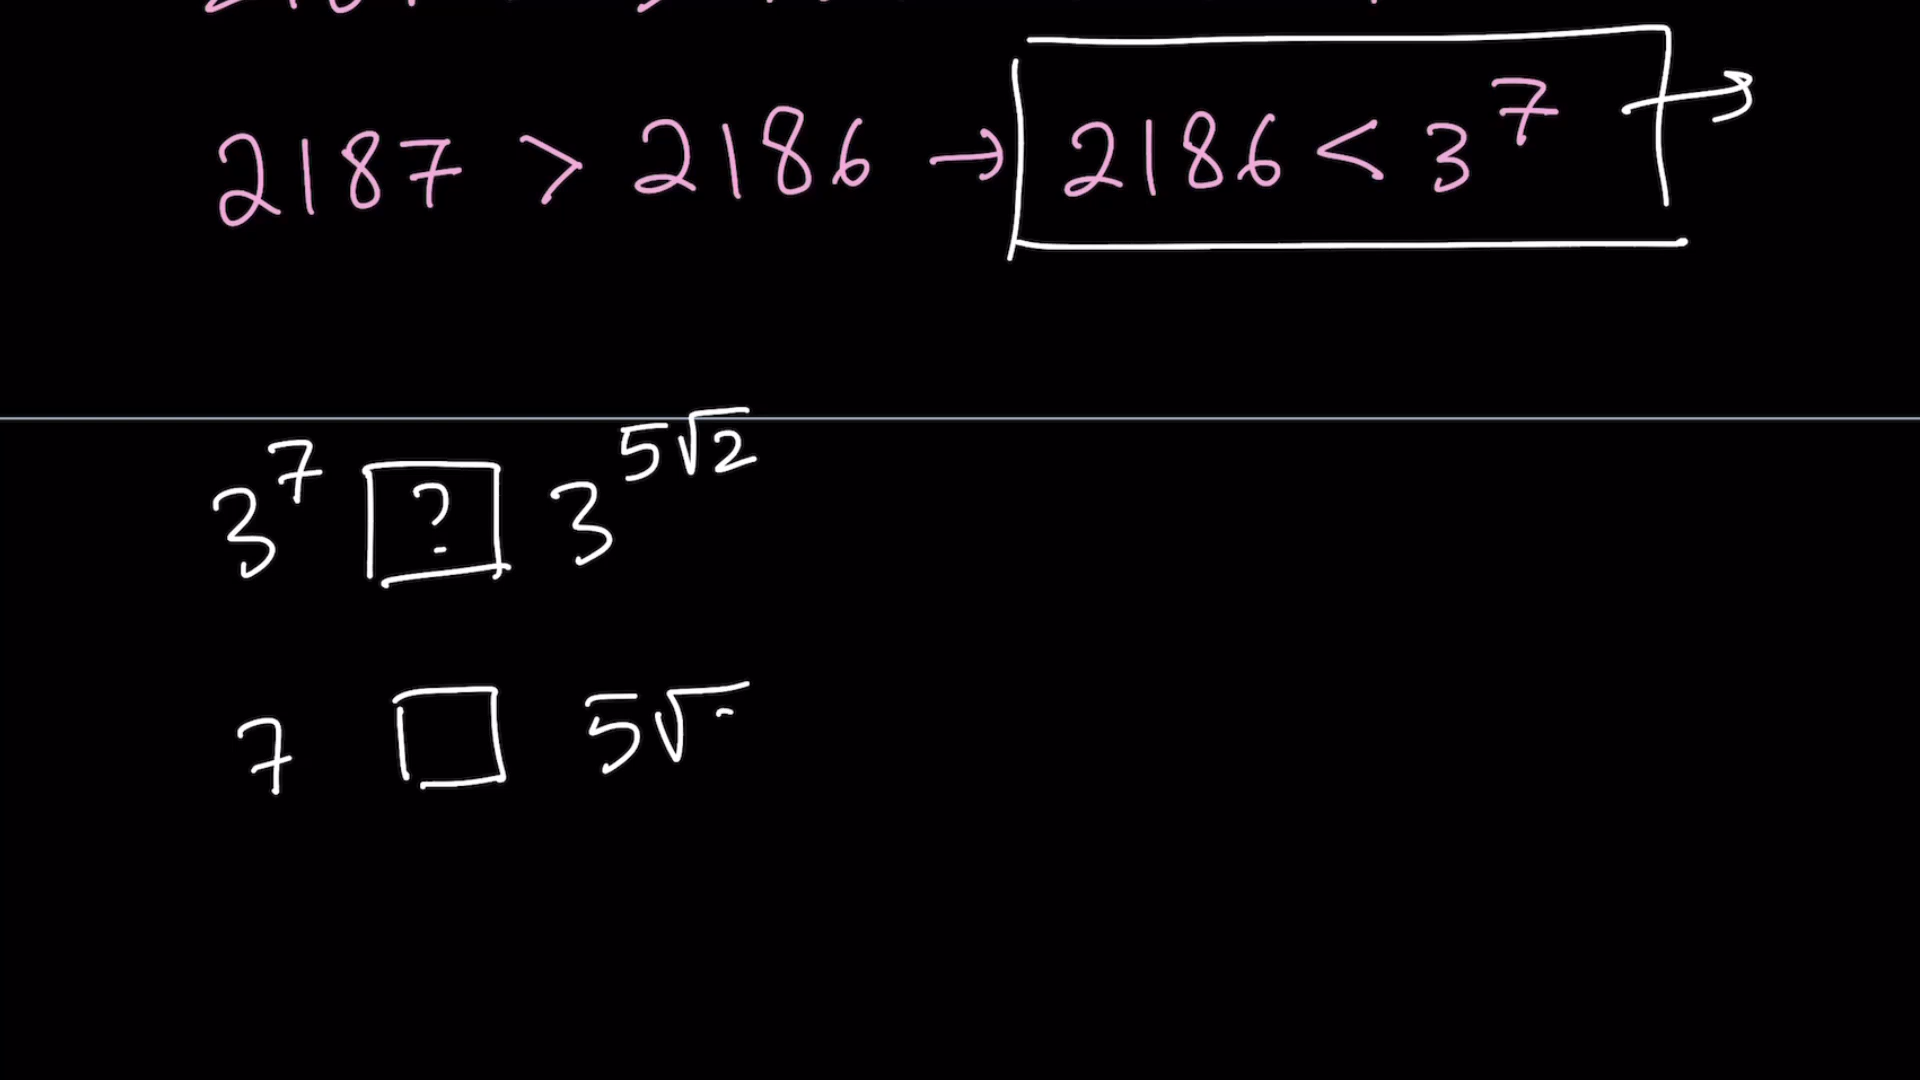 2187 > 2186 → 2186 < 3^7 →
3^7 ? 3^{5√2}
7 □ 5√